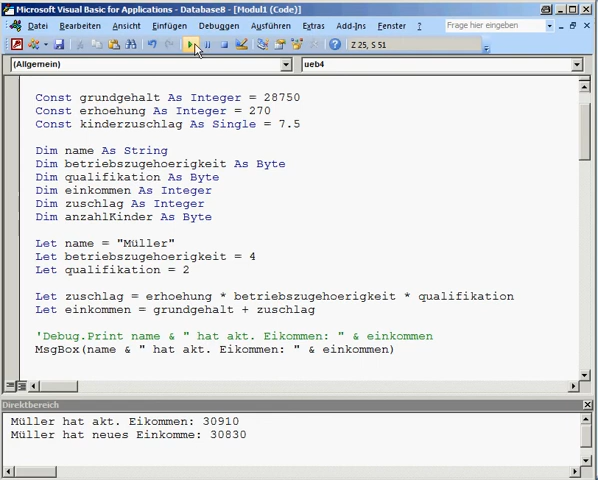 Microsoft Visual Basic for Applications - Database8 - [Modul1 (Code)]
Datei Bearbeiten Ansicht Einfügen Debuggen Ausführen Extras Add-Ins Fenster ? Frage hier eingeben
Z 25, S 51
(Allgemein) ueb4
Const grundgehalt As Integer = 28750
Const erhoehung As Integer = 270
Const kinderzuschlag As Single = 7.5
Dim name As String
Dim betriebszugehoerigkeit As Byte
Dim qualifikation As Byte
Dim einkommen As Integer
Dim zuschlag As Integer
Dim anzahlKinder As Byte
Let name = "Müller"
Let betriebszugehoerigkeit = 4
Let qualifikation = 2
Let zuschlag = erhoehung * betriebszugehoerigkeit * qualifikation
Let einkommen = grundgehalt + zuschlag
'Debug.Print name & " hat akt. Eikommen: " & einkommen
MsgBox(name & " hat akt. Eikommen: " & einkommen)
Direktbereich
Müller hat akt. Eikommen: 30910
Müller hat neues Einkomme: 30830